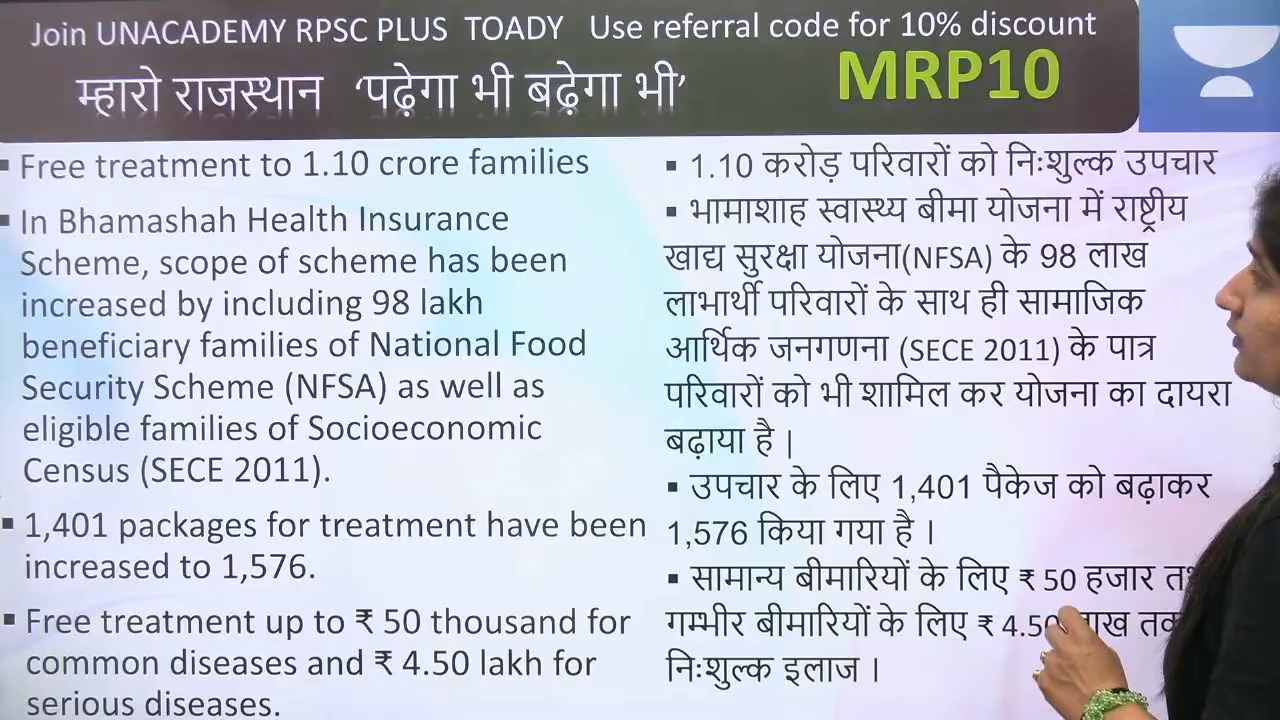 Join UNACADEMY RPSC PLUS TOADY Use referral code for 10% discount
म्हारो राजस्थान ‘पढ़ेगा भी बढ़ेगा भी’ MRP10
▪ Free treatment to 1.10 crore families
▪ In Bhamashah Health Insurance
Scheme, scope of scheme has been
increased by including 98 lakh
beneficiary families of National Food
Security Scheme (NFSA) as well as
eligible families of Socioeconomic
Census (SECE 2011).
▪ 1,401 packages for treatment have been
increased to 1,576.
▪ Free treatment up to ₹ 50 thousand for
common diseases and ₹ 4.50 lakh for
serious diseases.
▪ 1.10 करोड़ परिवारों को निःशुल्क उपचार
▪ भामाशाह स्वास्थ्य बीमा योजना में राष्ट्रीय
खाद्य सुरक्षा योजना(NFSA) के 98 लाख
लाभार्थी परिवारों के साथ ही सामाजिक
आर्थिक जनगणना (SECE 2011) के पात्र
परिवारों को भी शामिल कर योजना का दायरा
बढ़ाया है |
▪ उपचार के लिए 1,401 पैकेज को बढ़ाकर
1,576 किया गया है ।
▪ सामान्य बीमारियों के लिए ₹ 50 हजार
गम्भीर बीमारियों के लिए ₹ 4.50 तक
निःशुल्क इलाज ।